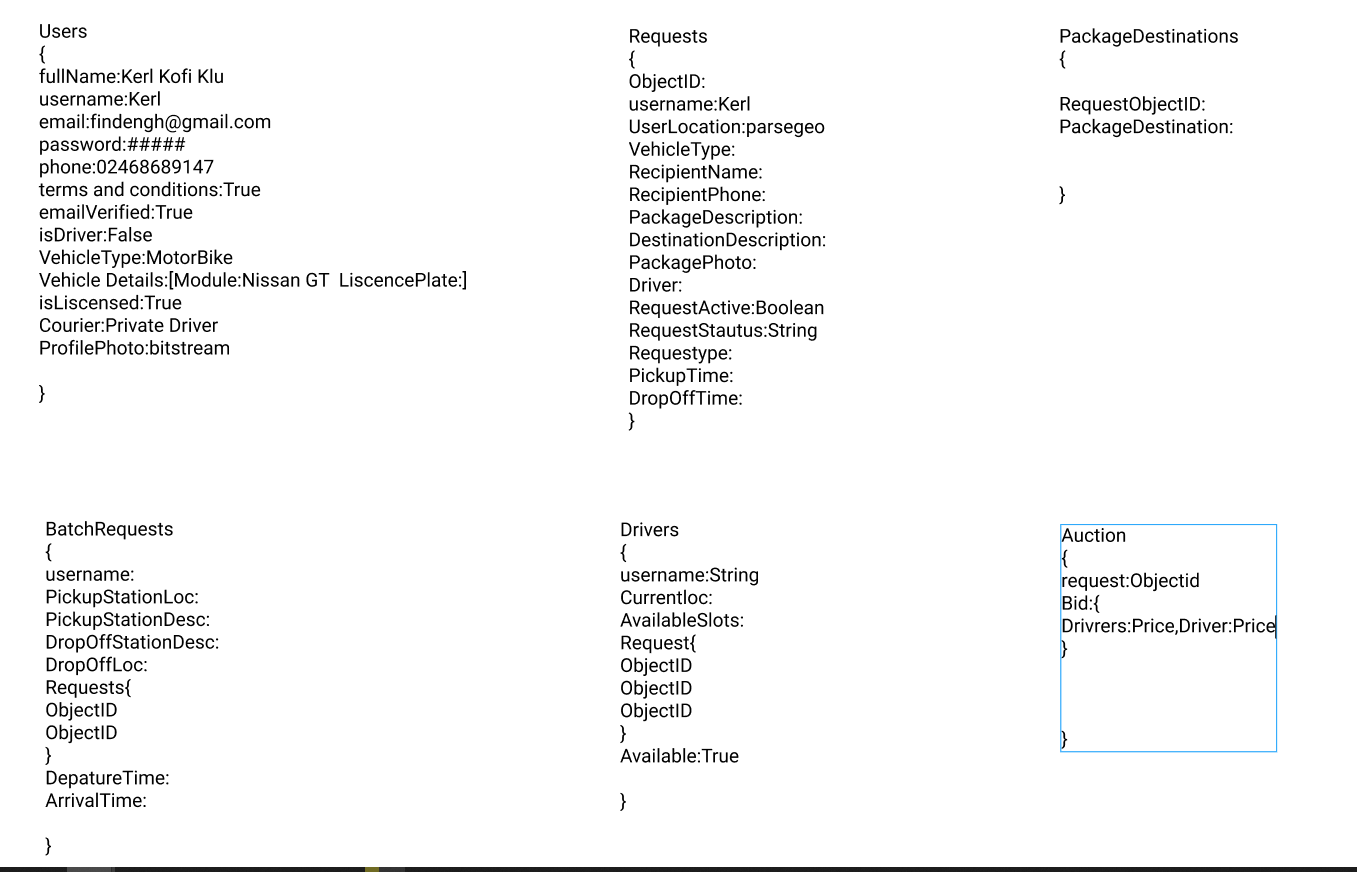 Users
{
fullName:Kerl Kofi Klu
username:Kerl
email:findengh@gmail.com
password:#####
phone:02468689147
terms and conditions:True
emailVerified:True
isDriver:False
VehicleType:MotorBike
Vehicle Details:[Module:Nissan GT  LiscencePlate:]
isLiscensed:True
Courier:Private Driver
ProfilePhoto:bitstream
}
Requests
{
ObjectID:
username:Kerl
UserLocation:parsegeo
VehicleType:
RecipientName:
RecipientPhone:
PackageDescription:
DestinationDescription:
PackagePhoto:
Driver:
RequestActive:Boolean
RequestStautus:String
Requestype:
PickupTime:
DropOffTime:
}
PackageDestinations
{
RequestObjectID:
PackageDestination:
}
BatchRequests
{
username:
PickupStationLoc:
PickupStationDesc:
DropOffStationDesc:
DropOffLoc:
Requests{
ObjectID
ObjectID
}
DepatureTime:
ArrivalTime:
}
Drivers
{
username:String
Currentloc:
AvailableSlots:
Request{
ObjectID
ObjectID
ObjectID
}
Available:True
}
Auction
{
request:Objectid
Bid:{
Drivrers:Price,Driver:Price
}
}